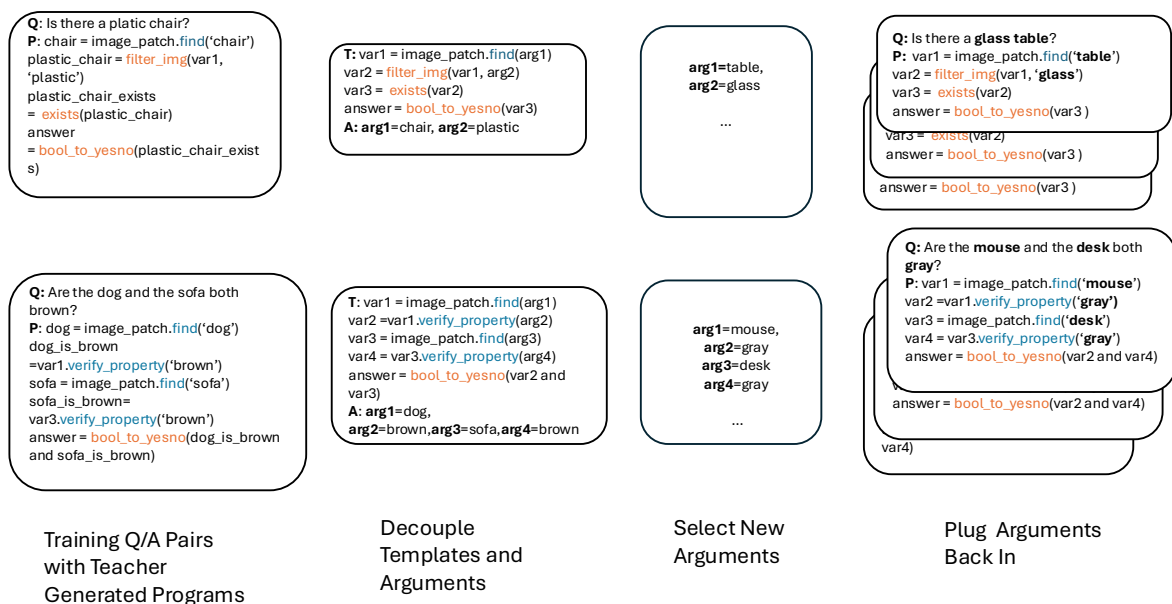 Q: Is there a platic chair?
P: chair = image_patch.find(‘chair’)
plastic_chair = filter_img(var1,
‘plastic’)
plastic_chair_exists
= exists(plastic_chair)
answer
= bool_to_yesno(plastic_chair_exist
s)
T: var1 = image_patch.find(arg1)
var2 = filter_img(var1, arg2)
var3 = exists(var2)
answer = bool_to_yesno(var3)
A: arg1=chair, arg2=plastic
arg1=table,
arg2=glass
...
Q: Is there a glass table?
P: var1 = image_patch.find(‘table’)
var2 = filter_img(var1, ‘glass’)
var3 = exists(var2)
answer = bool_to_yesno(var3 )
var3 = exists(var2)
answer = bool_to_yesno(var3 )
answer = bool_to_yesno(var3 )
Q: Are the dog and the sofa both
brown?
P: dog = image_patch.find(‘dog’)
dog_is_brown
=var1.verify_property(‘brown’)
sofa = image_patch.find(‘sofa’)
sofa_is_brown=
var3.verify_property(‘brown’)
answer = bool_to_yesno(dog_is_brown
and sofa_is_brown)
T: var1 = image_patch.find(arg1)
var2 =var1.verify_property(arg2)
var3 = image_patch.find(arg3)
var4 = var3.verify_property(arg4)
answer = bool_to_yesno(var2 and
var3)
A: arg1=dog,
arg2=brown,arg3=sofa,arg4=brown
arg1=mouse,
arg2=gray
arg3=desk
arg4=gray
...
Q: Are the mouse and the desk both
gray?
P: var1 = image_patch.find(‘mouse’)
var2 =var1.verify_property(‘gray’)
var3 = image_patch.find(‘desk’)
var4 = var3.verify_property(‘gray’)
answer = bool_to_yesno(var2 and var4)
answer = bool_to_yesno(var2 and var4)
var4)
Training Q/A Pairs
with Teacher
Generated Programs
Decouple
Templates and
Arguments
Select New
Arguments
Plug Arguments
Back In